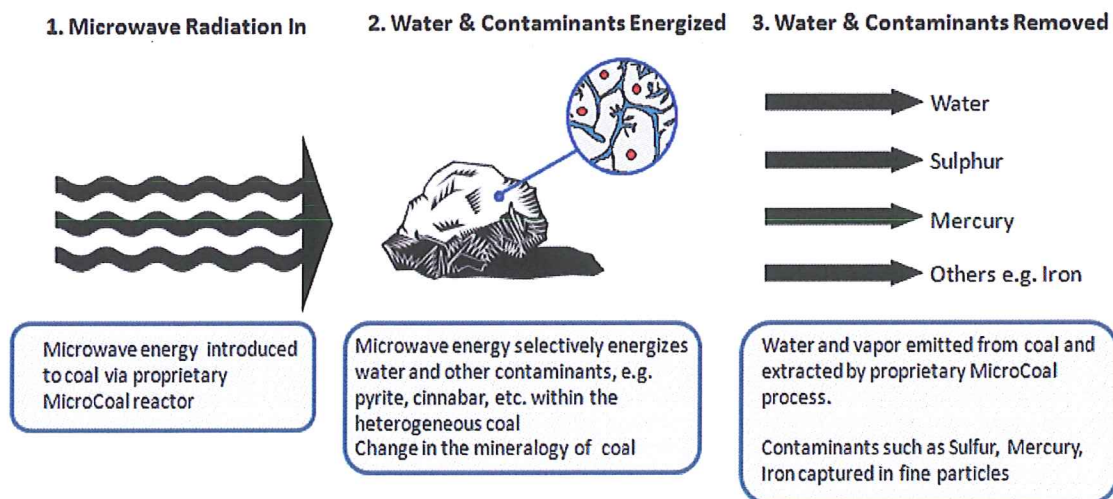 1. Microwave Radiation In
2. Water & Contaminants Energized
3. Water & Contaminants Removed
Water
Sulphur
Mercury
Others e.g. Iron
Microwave energy introduced
to coal via proprietary
MicroCoal reactor
Microwave energy selectively energizes
water and other contaminants, e.g.
pyrite, cinnabar, etc. within the
heterogeneous coal
Change in the mineralogy of coal
Water and vapor emitted from coal and
extracted by proprietary MicroCoal
process.
Contaminants such as Sulfur, Mercury,
Iron captured in fine particles